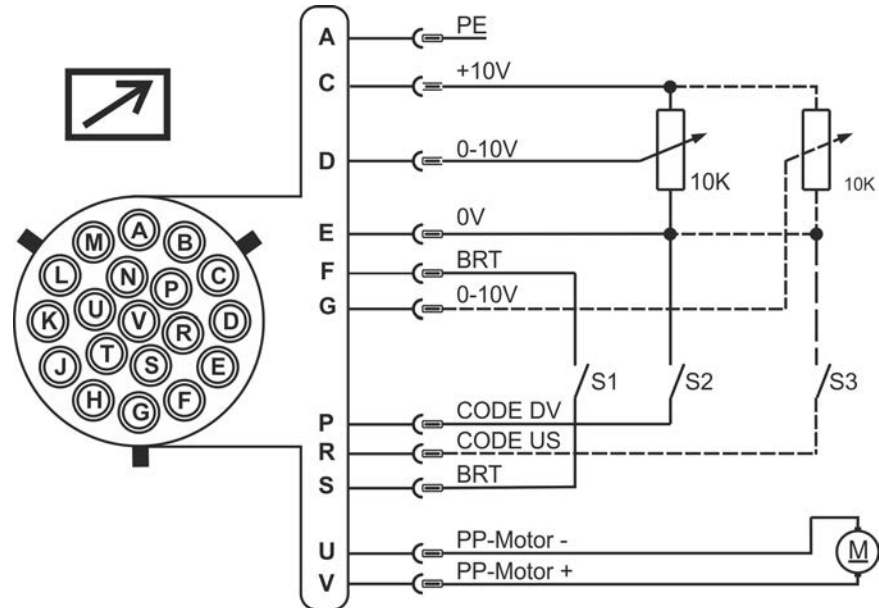 A PE
C +10V
D 0-10V
10K
10K
E 0V
F BRT
G 0-10V
S1
S2
S3
P CODE DV
R CODE US
S BRT
U PP-Motor -
V PP-Motor +
M
A
M
B
L
N
P
C
K
U
V
R
D
J
T
S
E
H
G
F